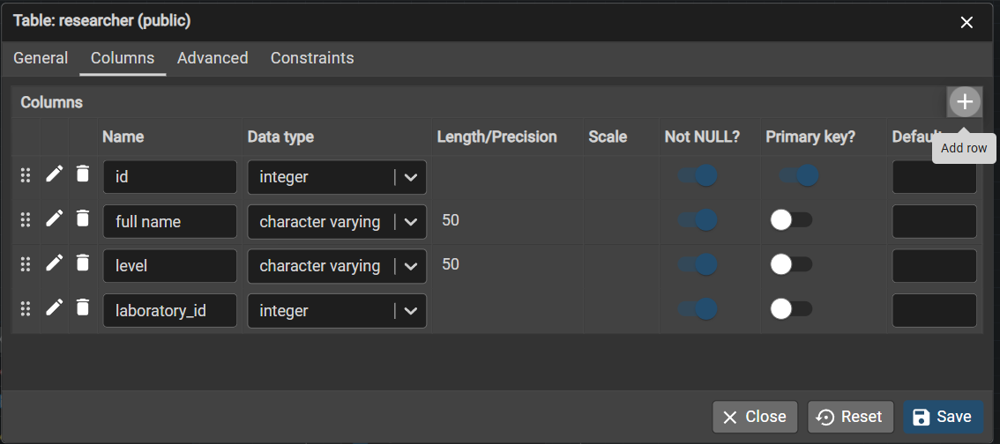 Table: researcher (public)
General Columns Advanced Constraints
Columns
Name Data type Length/Precision Scale Not NULL? Primary key? Default
Add row
id integer
full name character varying 50
level character varying 50
laboratory_id integer
Close Reset Save